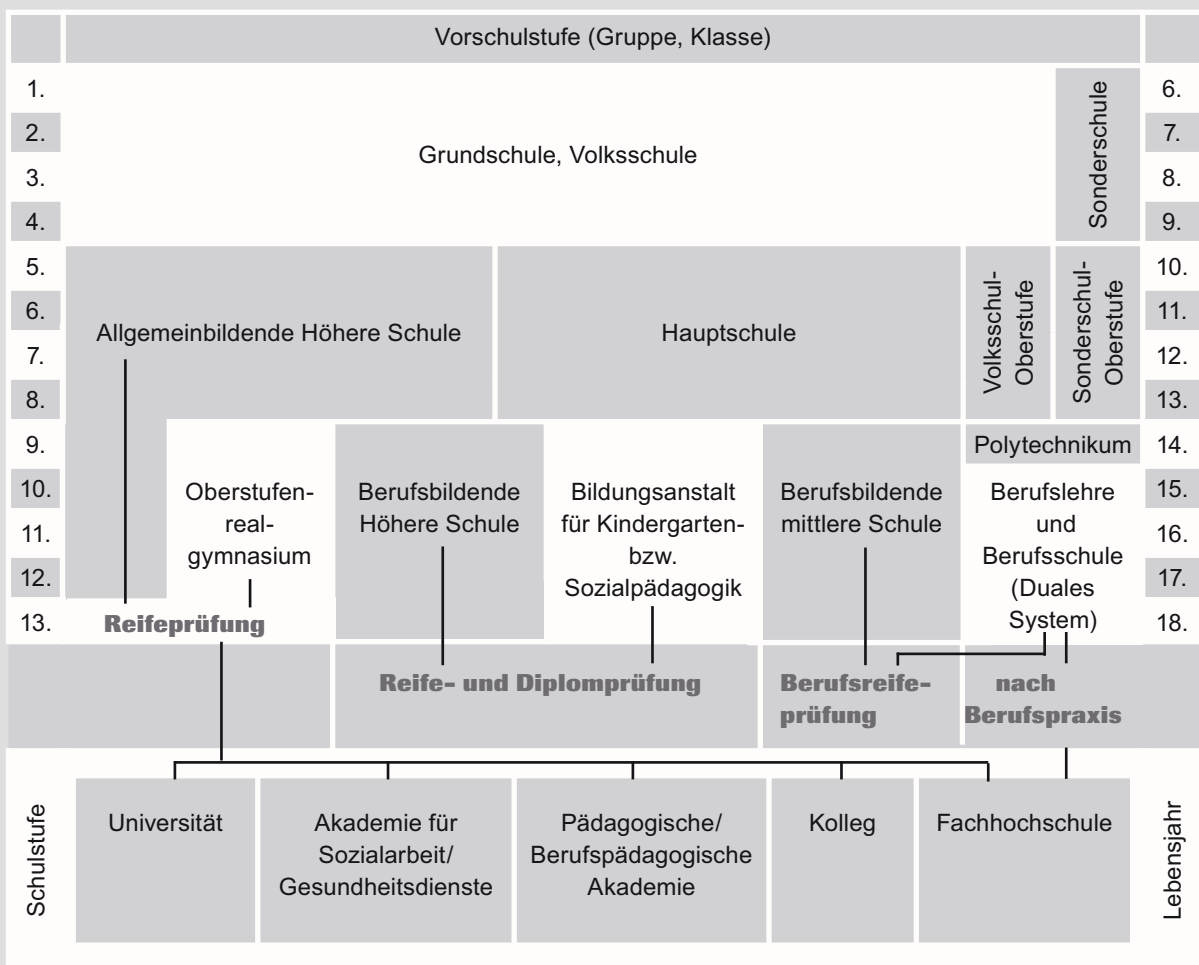 Vorschulstufe (Gruppe, Klasse)
1.
2.
3.
4.
5.
6.
7.
8.
9.
10.
11.
12.
13.
Schulstufe
Grundschule, Volksschule
Sonderschule
Allgemeinbildende Höhere Schule
Hauptschule
Volksschul-
Oberstufe
Sonderschul-
Oberstufe
Polytechnikum
Oberstufen-
real-
gymnasium
Berufsbildende
Höhere Schule
Bildungsanstalt
für Kindergarten-
bzw.
Sozialpädagogik
Berufsbildende
mittlere Schule
Berufslehre
und
Berufsschule
(Duales
System)
Reifeprüfung
Reife- und Diplomprüfung
Berufsreife-
prüfung
nach
Berufspraxis
Universität
Akademie für
Sozialarbeit/
Gesundheitsdienste
Pädagogische/
Berufspädagogische
Akademie
Kolleg
Fachhochschule
6.
7.
8.
9.
10.
11.
12.
13.
14.
15.
16.
17.
18.
Lebensjahr